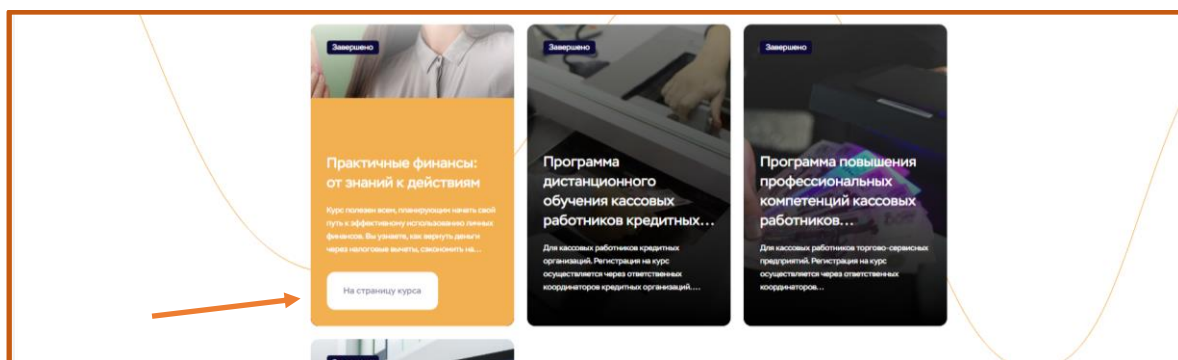 Завершено
Практичные финансы:
от знаний к действиям
Курс полезен всем, планирующим начать свой
путь к эффективному использованию личных
финансов. Вы узнаете, как вернуть деньги
через налоговые вычеты, сэкономить на...
На страницу курса
Завершено
Программа
дистанционного
обучения кассовых
работников кредитных...
Для кассовых работников кредитных
организаций. Регистрация на курс
осуществляется через ответственных
координаторов кредитных организаций....
Завершено
Программа повышения
профессиональных
компетенций кассовых
работников...
Для кассовых работников торгово-сервисных
предприятий. Регистрация на курс
осуществляется через ответственных
координаторов...